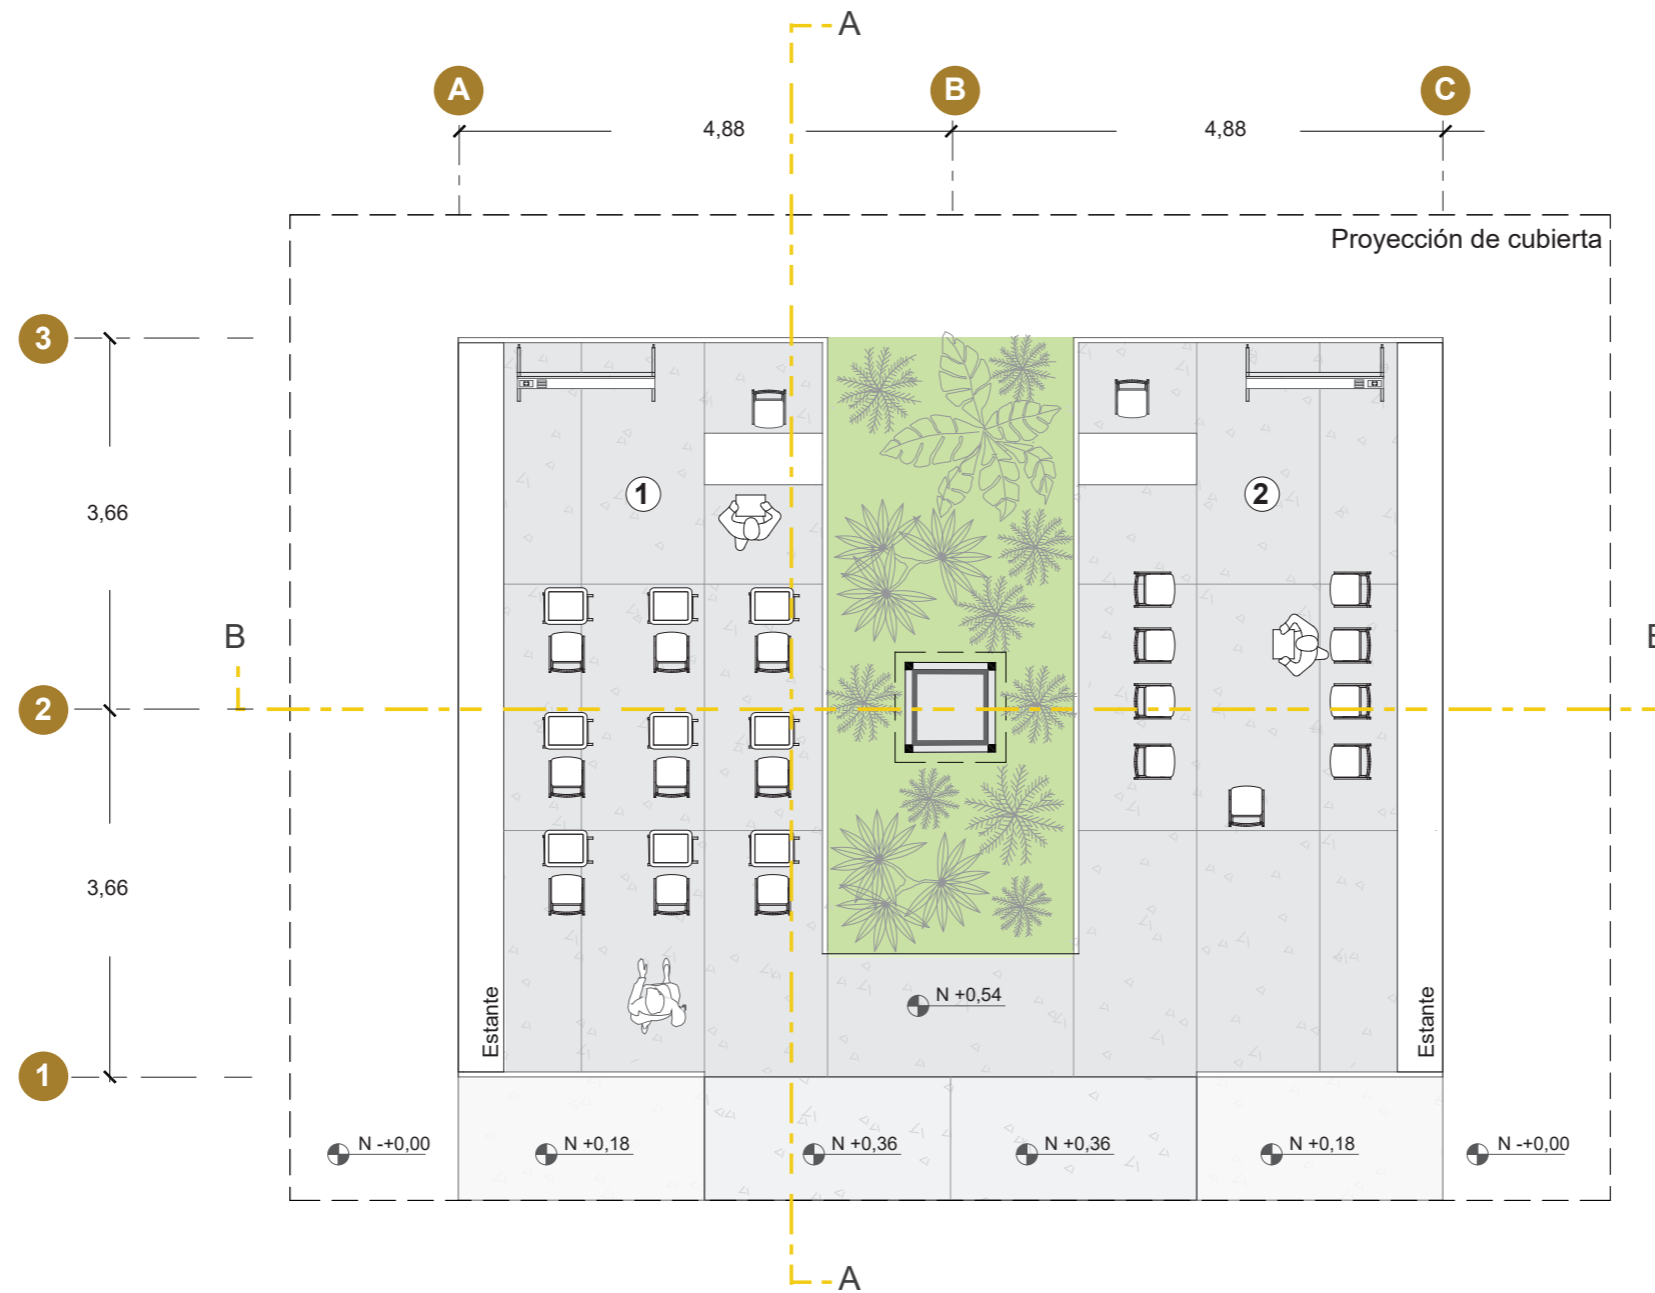 A
A B C
4,88 4,88
Proyección de cubierta
3
1 2
3,66
B
2
3,66
Estante Estante
N +0,54
1
N -+0,00 N +0,18 N +0,36 N +0,36 N +0,18 N -+0,00
A